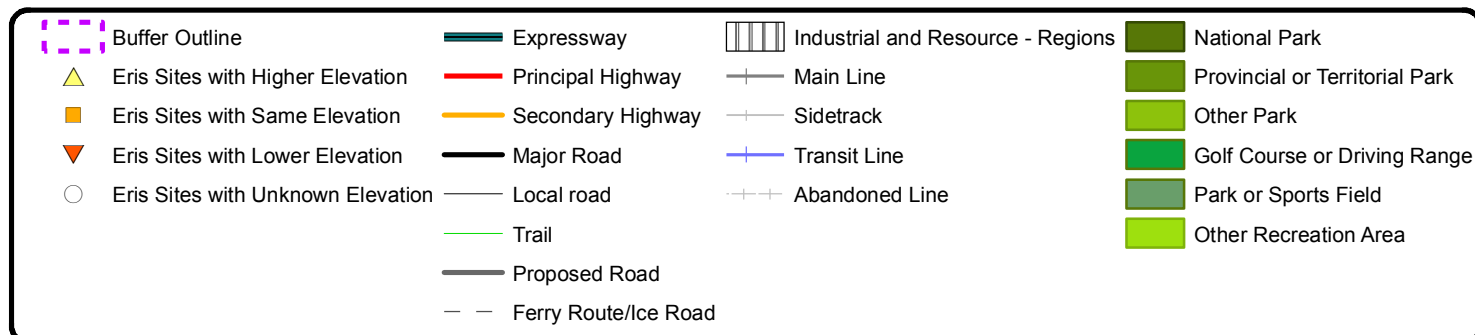 Buffer Outline
Eris Sites with Higher Elevation
Eris Sites with Same Elevation
Eris Sites with Lower Elevation
Eris Sites with Unknown Elevation
Expressway
Principal Highway
Secondary Highway
Major Road
Local road
Trail
Proposed Road
Ferry Route/Ice Road
Industrial and Resource - Regions
Main Line
Sidetrack
Transit Line
Abandoned Line
National Park
Provincial or Territorial Park
Other Park
Golf Course or Driving Range
Park or Sports Field
Other Recreation Area